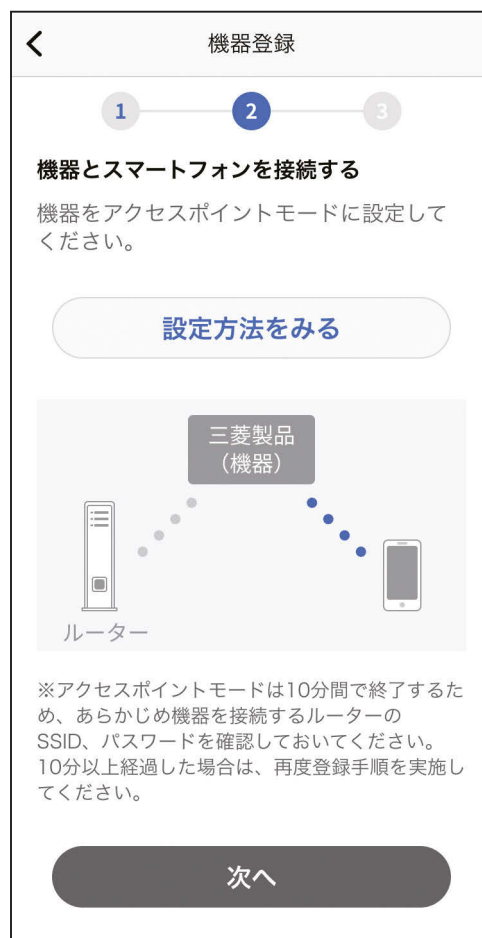 機器登録
1 2 3
機器とスマートフォンを接続する
機器をアクセスポイントモードに設定して
ください。
設定方法をみる
三菱製品
（機器）
ルーター
※アクセスポイントモードは10分間で終了するた
め、あらかじめ機器を接続するルーターの
SSID、パスワードを確認しておいてください。
10分以上経過した場合は、再度登録手順を実施し
てください。
次へ